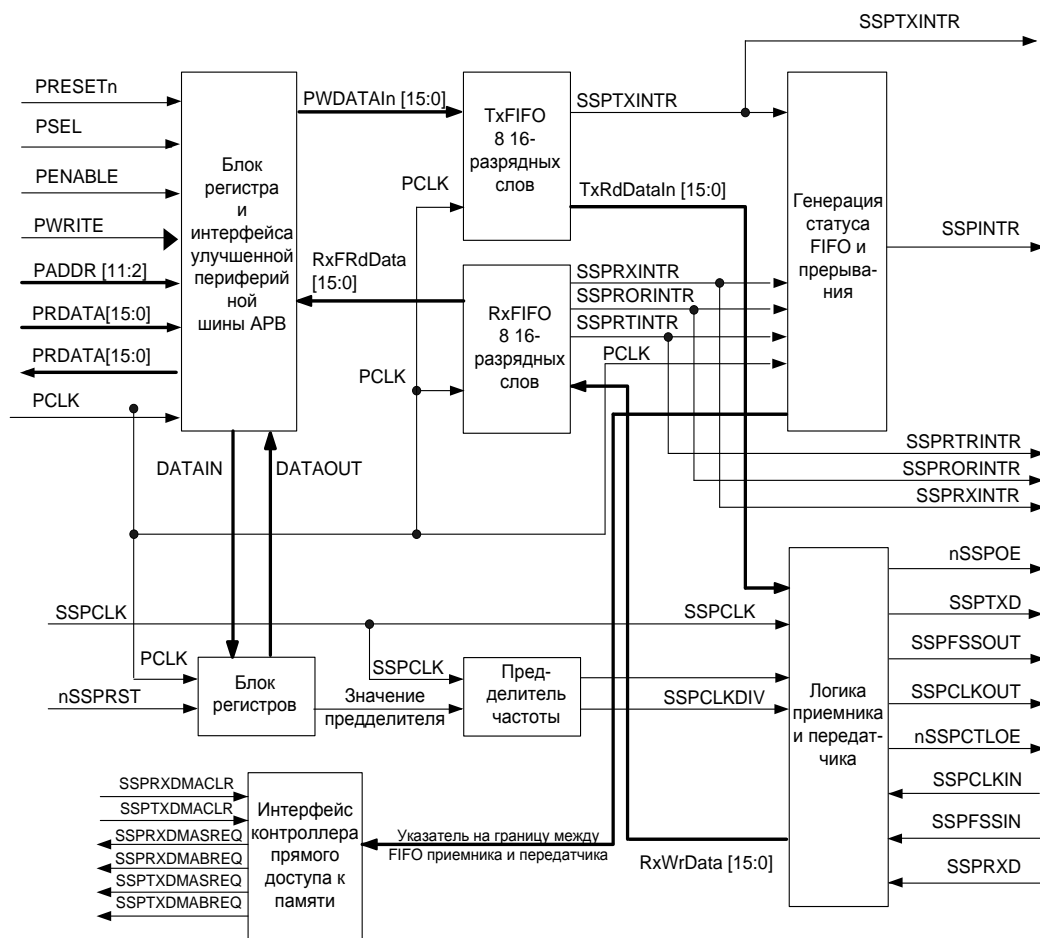 SSPTXINTR
PRESETn
PSEL
PENABLE
PWRITE
PADDR [11:2]
PRDATA[15:0]
PRDATA[15:0]
PCLK
Блок
регистра
и
интерфейса
улучшенной
периферий
ной
шины APB
PWDATAIn [15:0]
RxFRdData
[15:0]
PCLK
PCLK
TxFIFO
8 16-
разрядных
слов
RxFIFO
8 16-
разрядных
слов
SSPTXINTR
TxRdDataIn [15:0]
SSPRXINTR
SSPRORINTR
SSPRTINTR
PCLK
Генерация
статуса
FIFO и
прерыва-
ния
SSPINTR
SSPRTRINTR
SSPRORINTR
SSPRXINTR
DATAIN
DATAOUT
SSPCLK
SSPCLK
PCLK
nSSPRST
Блок
регистров
SSPCLK
Значение
предделителя
Пред-
делитель
частоты
SSPCLKDIV
Логика
приемника
и передат-
чика
nSSPOE
SSPTXD
SSPFSSOUT
SSPCLKOUT
nSSPCTLOE
SSPCLKIN
SSPFSSIN
SSPRXD
SSPRXDMACLR
SSPTXDMACLR
SSPRXDMASREQ
SSPRXDMABREQ
SSPTXDMASREQ
SSPTXDMABREQ
Интерфейс
контроллера
прямого
доступа к
памяти
Указатель на границу между
FIFO приемника и передатчика
RxWrData [15:0]